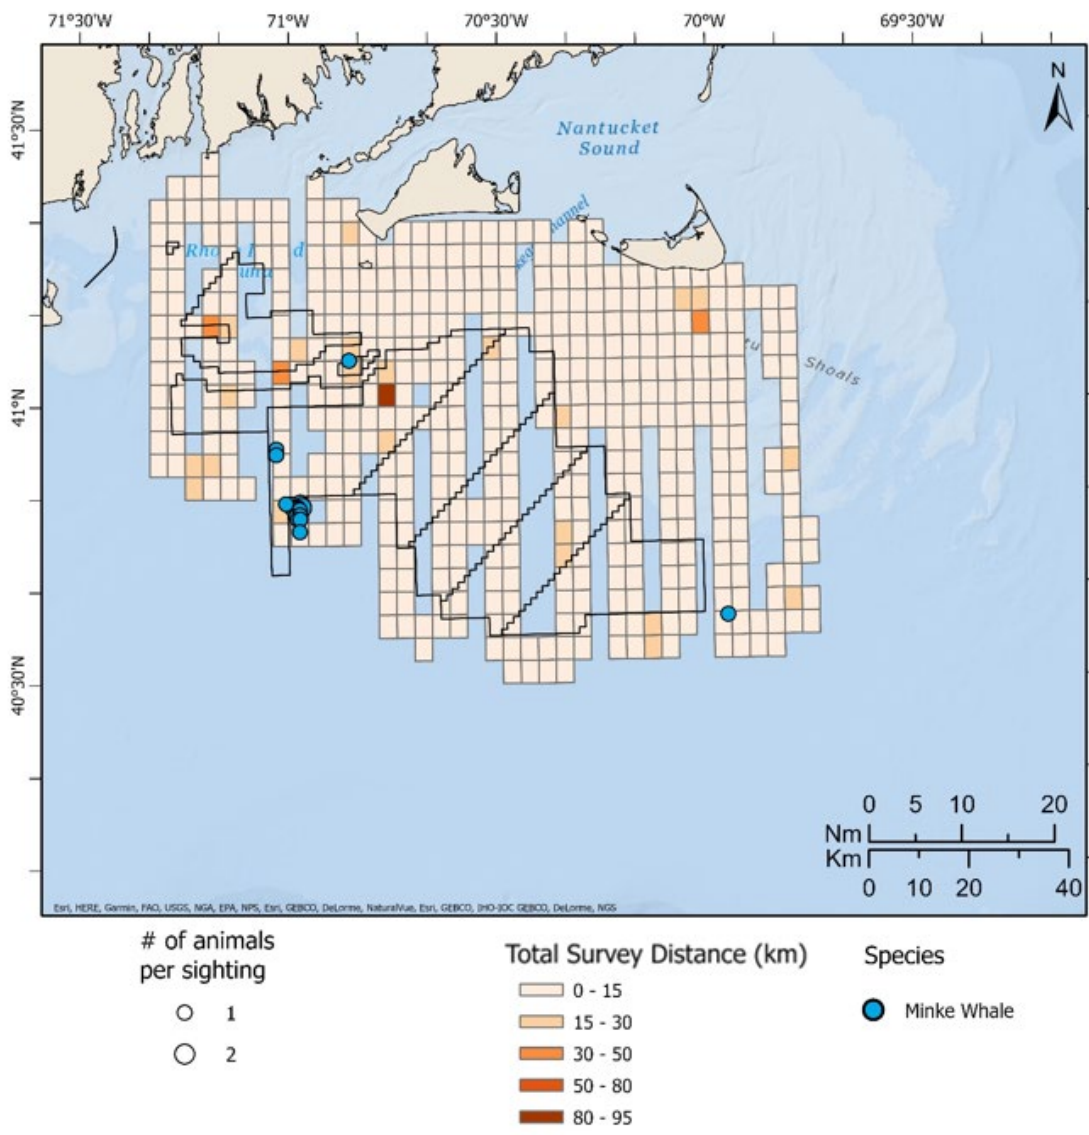 71°30'W 71°W 70°30'W 70°W 69°30'W
41°30'N
41°N
40°30'N
N
Nantucket
Sound
Shoals
0 5 10 20
Nm
Km
0 10 20 40
Esri, HERE, Garmin, FAO, USGS, NGA, EPA, NPS, Esri, GEBCO, DeLorme, NaturalVue, Esri, GEBCO, IHO-IOC GEBCO, DeLorme, NGS
# of animals
per sighting
1
2
Total Survey Distance (km)
0 - 15
15 - 30
30 - 50
50 - 80
80 - 95
Species
Minke Whale